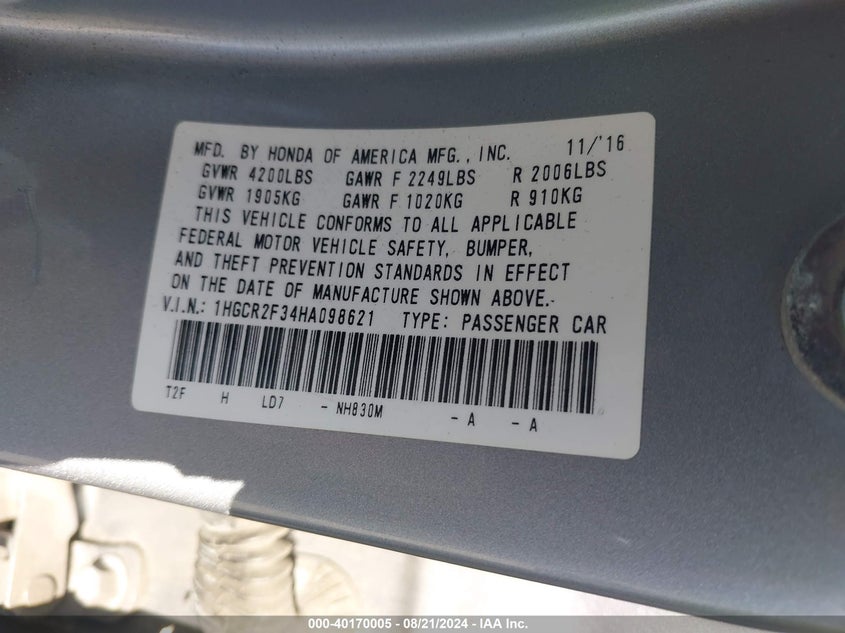 MFD. BY HONDA OF AMERICA MFG., INC. 11/'16
GVWR 4200LBS GAWR F 2249LBS R 2006LBS
GVWR 1905KG GAWR F 1020KG R 910KG
THIS VEHICLE CONFORMS TO ALL APPLICABLE
FEDERAL MOTOR VEHICLE SAFETY, BUMPER,
AND THEFT PREVENTION STANDARDS IN EFFECT
ON THE DATE OF MANUFACTURE SHOWN ABOVE.
V.I.N.: 1HGCR2F34HA098621 TYPE: PASSENGER CAR
T2F H LD7 - NH830M - A - A
000-40170005 - 08/21/2024 - IAA Inc.